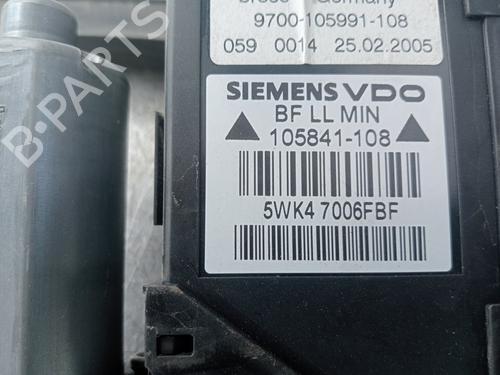 Germany
9700-105991-108
059 0014 25.02.2005
SIEMENS VDO
BF LL MIN
105841-108
5WK4 7006FBF
B-PARTS